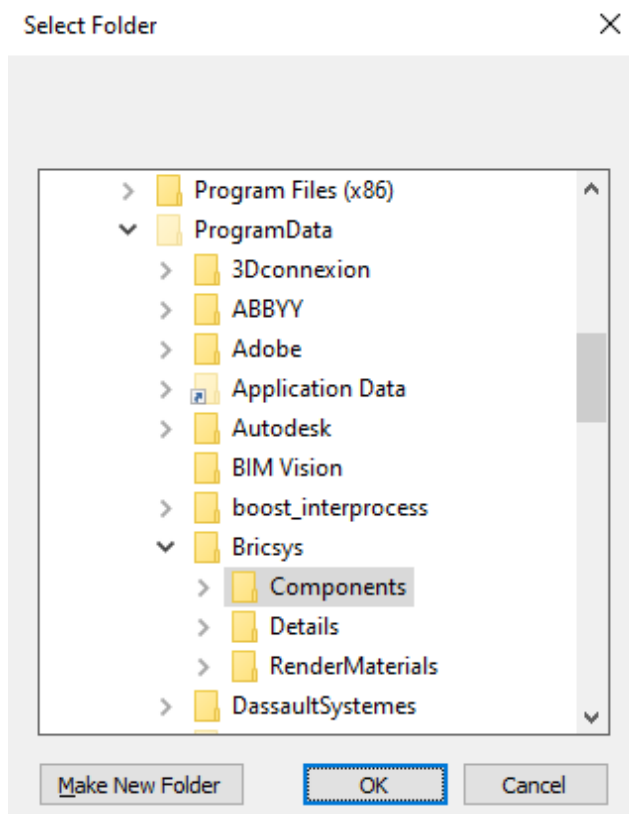 Select Folder
Program Files (x86)
ProgramData
3Dconnexion
ABBYY
Adobe
Application Data
Autodesk
BIM Vision
boost_interprocess
Bricsys
Components
Details
RenderMaterials
DassaultSystemes
Make New Folder OK Cancel